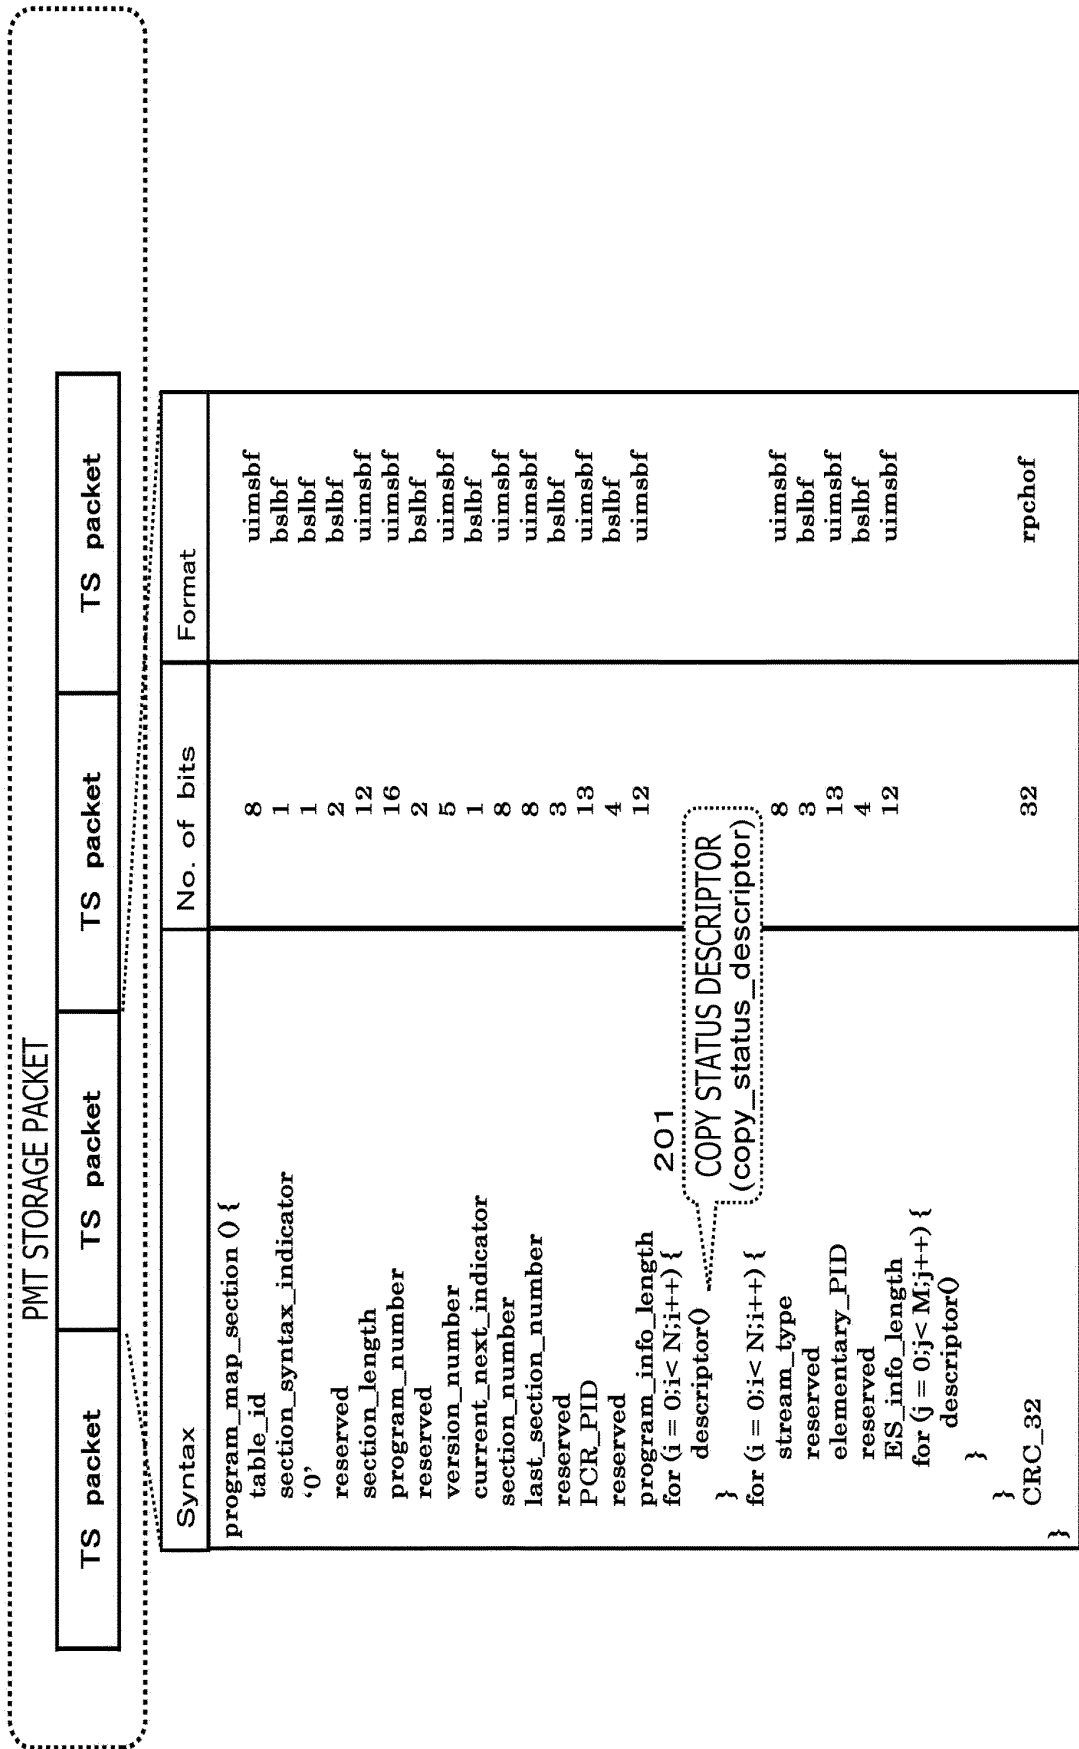 PMT STORAGE PACKET
TS packet TS packet TS packet TS packet
Syntax No. of bits Format
program_map_section () {
table_id 8 uimsbf
section_syntax_indicator 1 bslbf
‘0’ 1 bslbf
reserved 2 bslbf
section_length 12 uimsbf
program_number 16 uimsbf
reserved 2 bslbf
version_number 5 uimsbf
current_next_indicator 1 bslbf
section_number 8 uimsbf
last_section_number 8 uimsbf
reserved 3 bslbf
PCR_PID 13 uimsbf
reserved 4 bslbf
program_info_length 12 uimsbf
for (i = 0;i< N;i++) {
descriptor()
}
201
COPY STATUS DESCRIPTOR
(copy_status_descriptor)
for (i = 0;i< N;i++) {
stream_type 8 uimsbf
reserved 3 bslbf
elementary_PID 13 uimsbf
reserved 4 bslbf
ES_info_length 12 uimsbf
for (j = 0;j< M;j++) {
descriptor()
}
}
CRC_32 32 rpchof
}